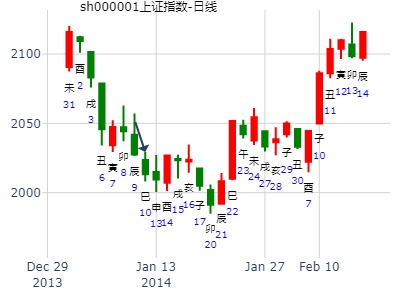 sh000001上证指数-日线
2100
2050
2000
未
31
酉
2
戌
3
丑
6
寅
7
卯
8
辰
9
巳
10
申
13
酉
14
戌
15
亥
16
子
17
卯
20
辰
21
巳
22
午
23
未
24
戌
27
亥
28
子
29
丑
30
酉
7
子
10
丑
11
寅
12
卯
13
辰
14
Dec 29
2013
Jan 13
2014
Jan 27
Feb 10